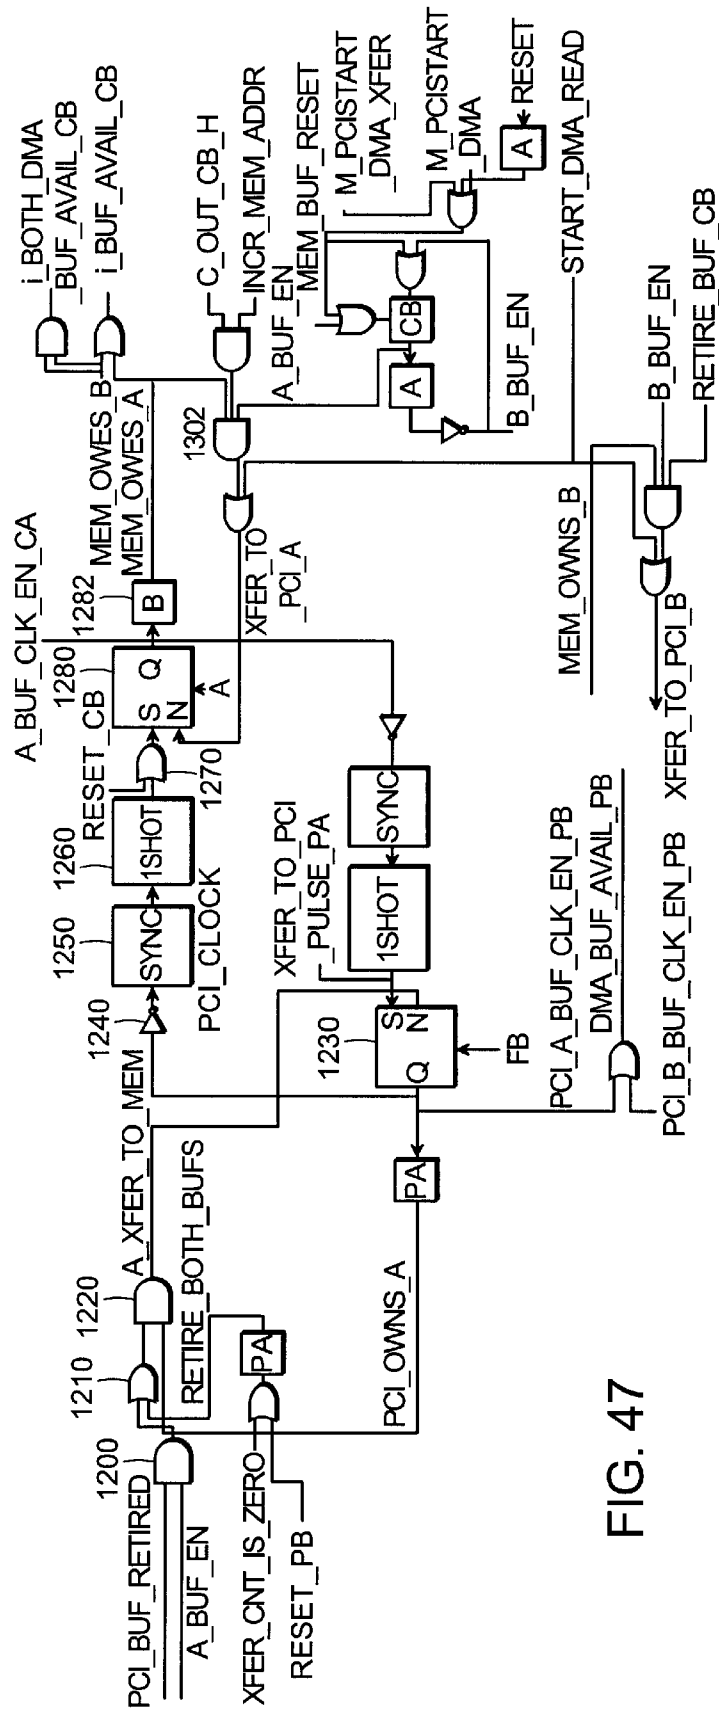 PCI_BUF_RETIRED
A_BUF_EN
1200
1210
1220
A_XFER_TO_MEM
RETIRE_BOTH_BUFS
XFER_CNT_IS_ZERO
RESET_PB
PA
PCI_OWNS_A
PA
1240
1250
SYNC
PCI_CLOCK
1260
1SHOT
RESET_CB
1270
1280
S
N
Q
A
1282
B
A_BUF_CLK_EN_CA
MEM_OWES_B
MEM_OWES_A
i_BOTH_DMA
_BUF_AVAIL_CB
i_BUF_AVAIL_CB
C_OUT_CB_H
INCR_MEM_ADDR
1302
XFER_TO
_PCI_A
A_BUF_EN
MEM_BUF_RESET
M_PCISTART
DMA_XFER
M_PCISTART
_DMA
A
RESET
CB
A
B_BUF_EN
START_DMA_READ
1230
Q
S
N
FB
XFER_TO_PCI
_PULSE_PA
1SHOT
SYNC
PCI_A_BUF_CLK_EN_PB
DMA_BUF_AVAIL_PB
PCI_B_BUF_CLK_EN_PB
MEM_OWNS_B
XFER_TO_PCI_B
B_BUF_EN
RETIRE_BUF_CB
FIG. 47